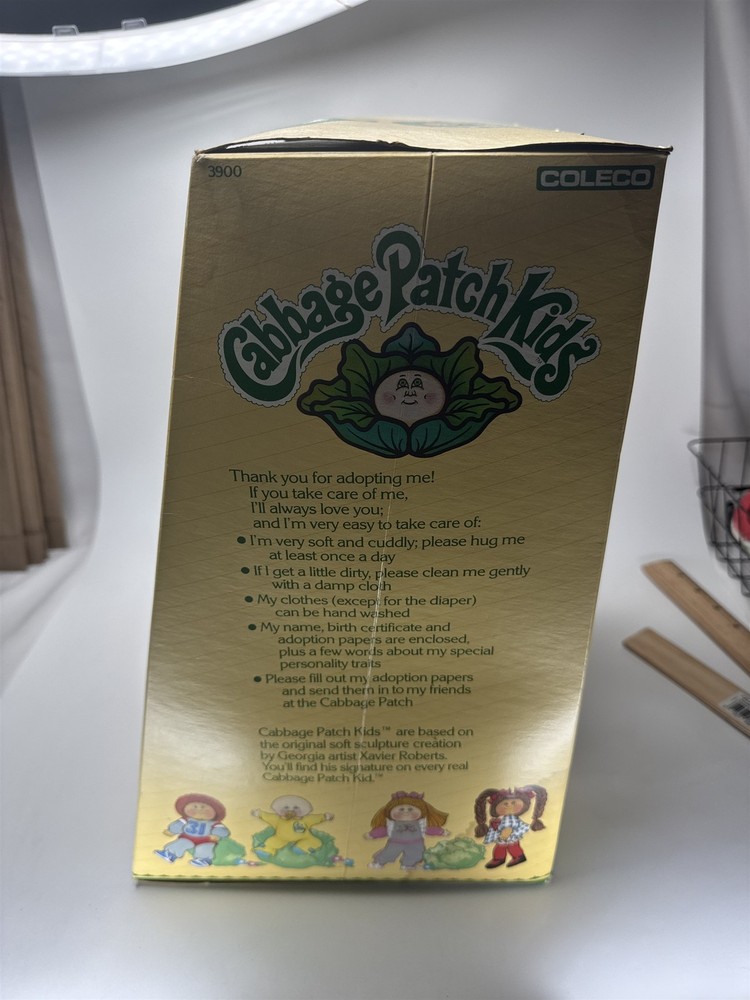 3900
COLECO
Cabbage Patch Kids
Thank you for adopting me!
If you take care of me,
I'll always love you;
and I'm very easy to take care of:
• I'm very soft and cuddly; please hug me
at least once a day
• If I get a little dirty, please clean me gently
with a damp cloth
• My clothes (except for the diaper)
can be hand washed
• My name, birth certificate and
adoption papers are enclosed,
plus a few words about my special
personality traits
• Please fill out my adoption papers
and send them in to my friends
at the Cabbage Patch
Cabbage Patch Kids™ are based on
the original soft sculpture creation
by Georgia artist Xavier Roberts.
You'll find his signature on every real
Cabbage Patch Kid.™
31